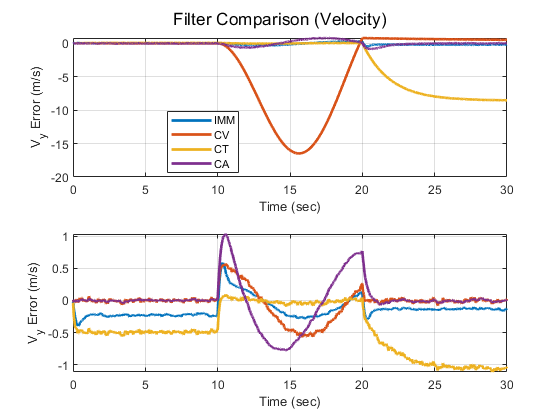 Filter Comparison (Velocity)
V_y Error (m/s)
0
-5
-10
-15
-20
IMM
CV
CT
CA
0 5 10 15 20 25 30
Time (sec)
V_y Error (m/s)
1
0.5
0
-0.5
-1
0 5 10 15 20 25 30
Time (sec)